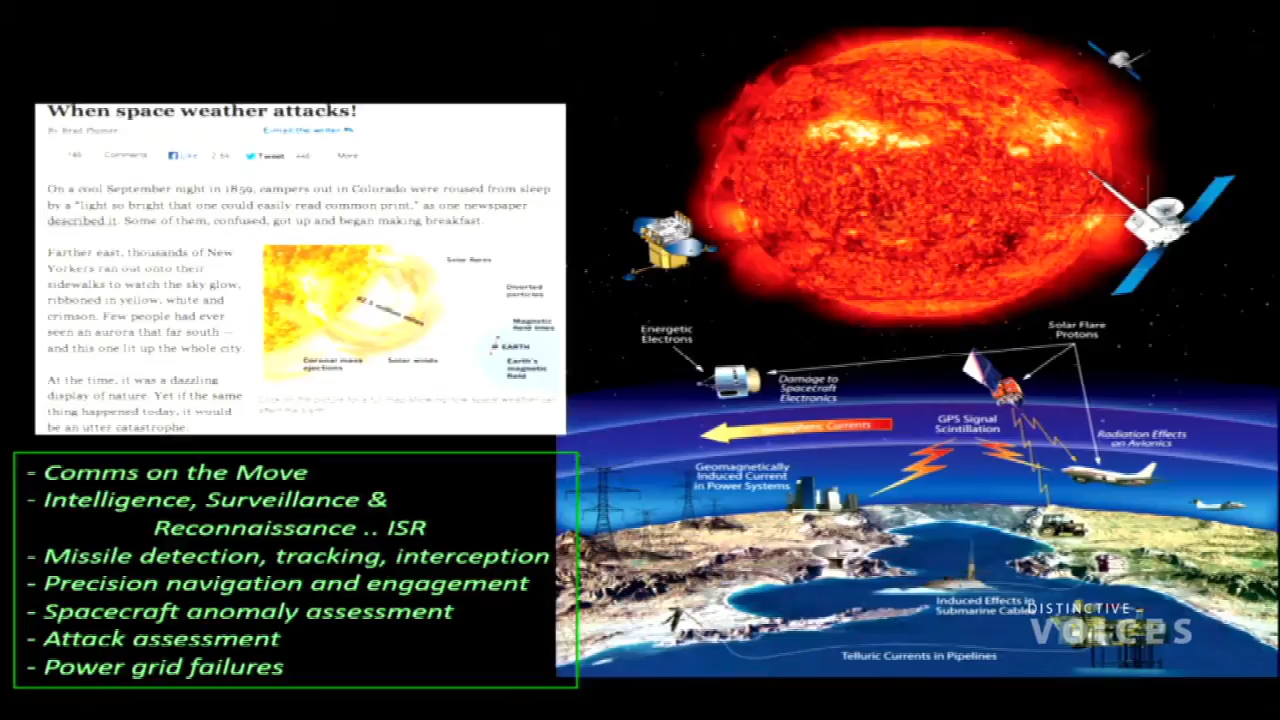 When space weather attacks!
By Brad Plumer
E-mail the writer
Comments
Like
Tweet
More
On a cool September night in 1859, campers out in Colorado were roused from sleep
by a "light so bright that one could easily read common print," as one newspaper
described it. Some of them, confused, got up and began making breakfast.
Farther east, thousands of New
Yorkers ran out onto their
sidewalks to watch the sky glow,
ribboned in yellow, white and
crimson. Few people had ever
seen an aurora that far south —
and this one lit up the whole city.
At the time, it was a dazzling
display of nature. Yet if the same
thing happened today, it would
be an utter catastrophe.
Solar flares
Diverted
particles
92.5 million miles
Magnetic
field lines
EARTH
Earth's
magnetic
field
Coronal mass
ejections
Solar winds
- Comms on the Move
- Intelligence, Surveillance &
Reconnaissance .. ISR
- Missile detection, tracking, interception
- Precision navigation and engagement
- Spacecraft anomaly assessment
- Attack assessment
- Power grid failures
Energetic
Electrons
Solar Flare
Protons
Damage to
Spacecraft
Electronics
Ionospheric Currents
GPS Signal
Scintillation
Radiation Effects
on Avionics
Geomagnetically
Induced Current
in Power Systems
Induced Effects in
Submarine Cables
Telluric Currents in Pipelines
DISTINCTIVE
VOICES